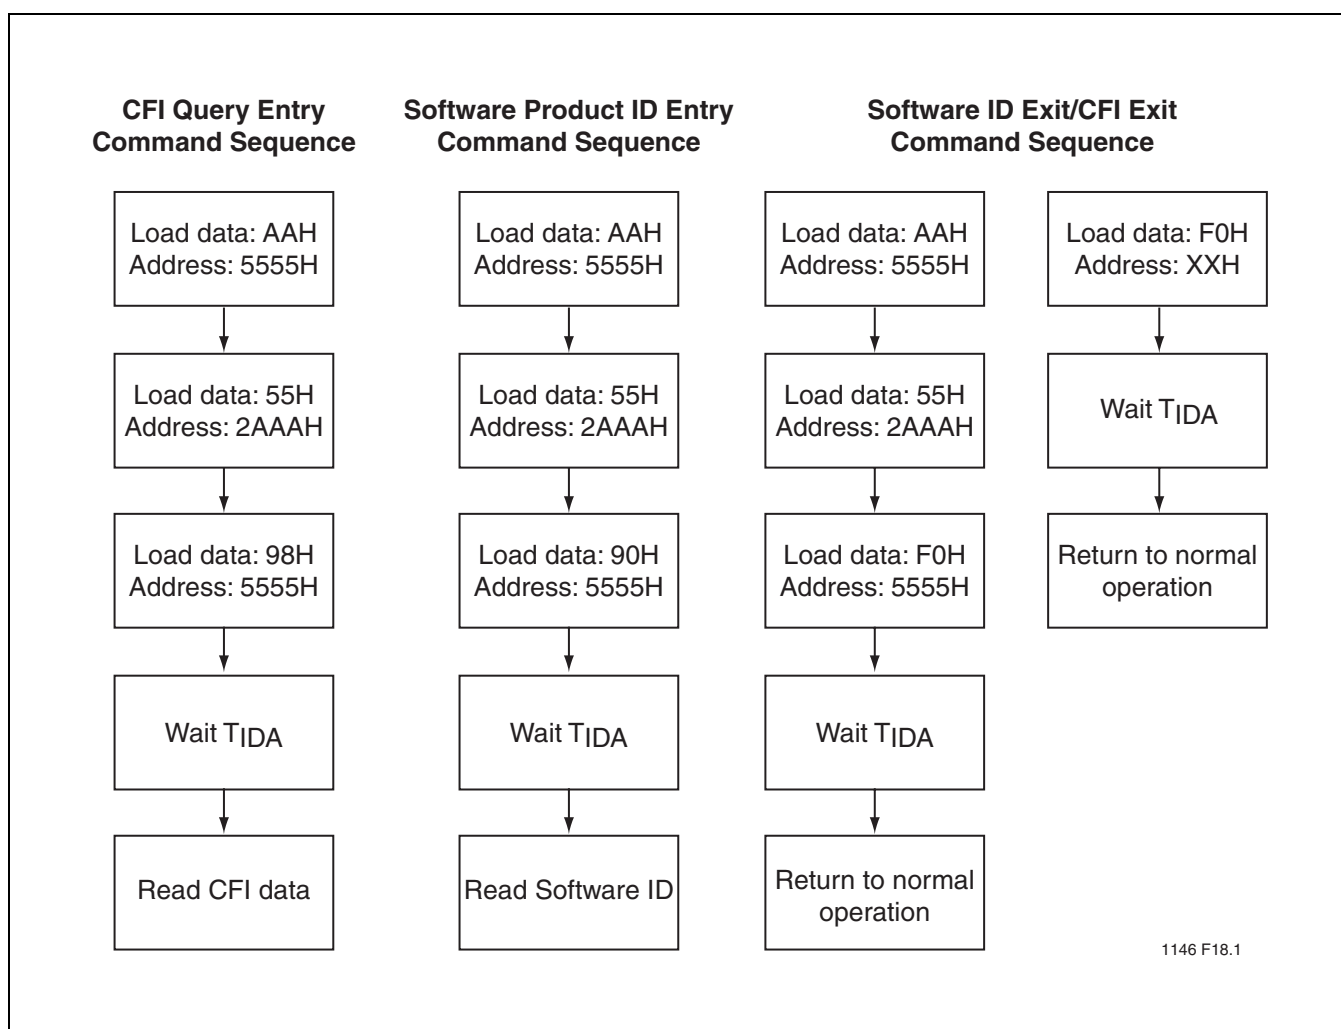 CFI Query Entry
Command Sequence
Software Product ID Entry
Command Sequence
Software ID Exit/CFI Exit
Command Sequence
Load data: AAH
Address: 5555H
Load data: 55H
Address: 2AAAH
Load data: 98H
Address: 5555H
Wait TIDA
Read CFI data
Load data: AAH
Address: 5555H
Load data: 55H
Address: 2AAAH
Load data: 90H
Address: 5555H
Wait TIDA
Read Software ID
Load data: AAH
Address: 5555H
Load data: 55H
Address: 2AAAH
Load data: F0H
Address: 5555H
Wait TIDA
Return to normal
operation
Load data: F0H
Address: XXH
Wait TIDA
Return to normal
operation
1146 F18.1